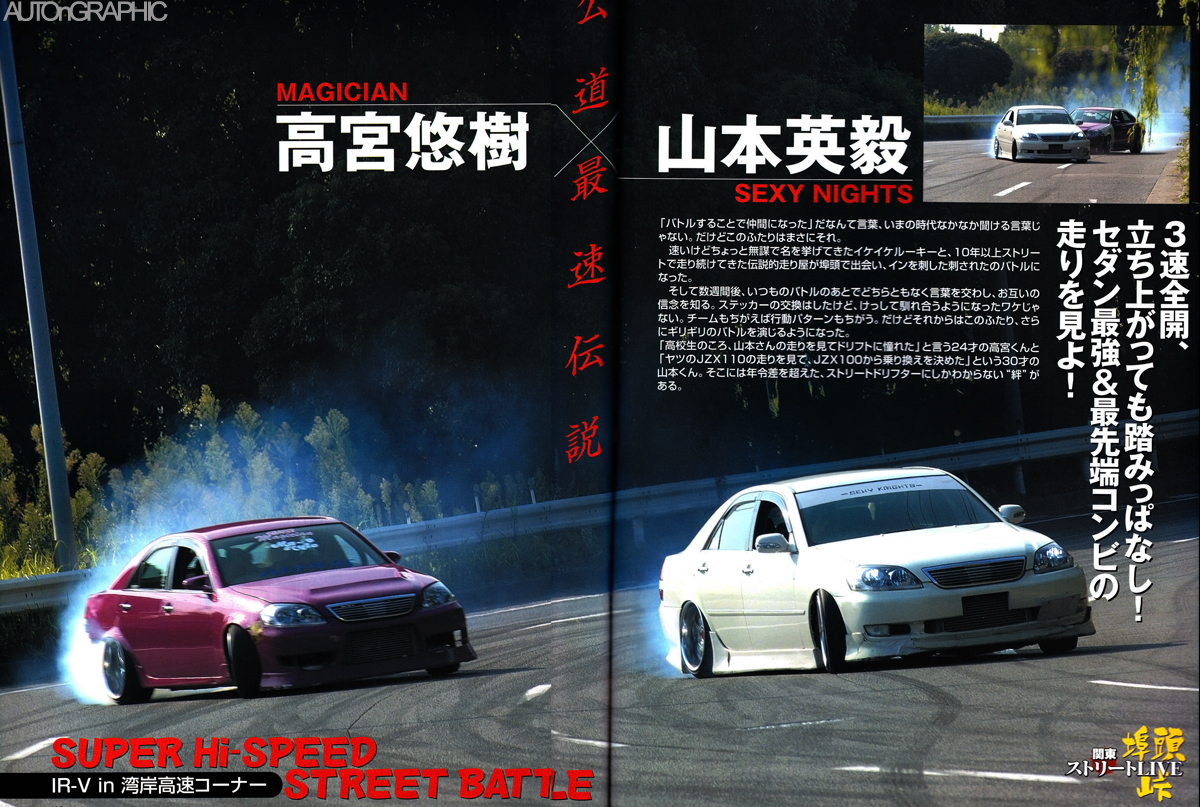 AUTOnGRAPHIC
公道最速伝説
MAGICIAN
高宮悠樹
山本英毅
SEXY NIGHTS
3速全開、
立ち上がっても踏みっぱなし!
セダン最強&最先端コンビの
走りを見よ!
「バトルすることで仲間になった」だなんて言葉、いまの時代なかなか聞ける言葉じ
ゃない。だけどこのふたりはまさにそれ。
速いけどちょっと無謀で名を挙げてきたイケイケルーキーと、10年以上ストリー
トで走り続けてきた伝説的走り屋が埠頭で出会い、インを刺した刺されたのバトルに
なった。
そして数週間後、いつものバトルのあとでどちらともなく言葉を交わし、お互いの
信念を知る。ステッカーの交換はしたけど、けっして馴れ合うようになったワケじゃ
ない。チームもちがえば行動パターンもちがう。だけどそれからはこのふたり、さら
にギリギリのバトルを演じるようになった。
「高校生のころ、山本さんの走りを見てドリフトに憧れた」と言う24才の高宮くんと
「ヤツのJZX110の走りを見て、JZX100から乗り換えを決めた」という30才の
山本くん。そこには年令差を超えた、ストリートドリフターにしかわからない“絆”が
ある。
SEXY KNIGHTS
SUPER Hi-SPEED
STREET BATTLE
IR-V in 湾岸高速コーナー
関東
ストリートLIVE
埠頭
峠